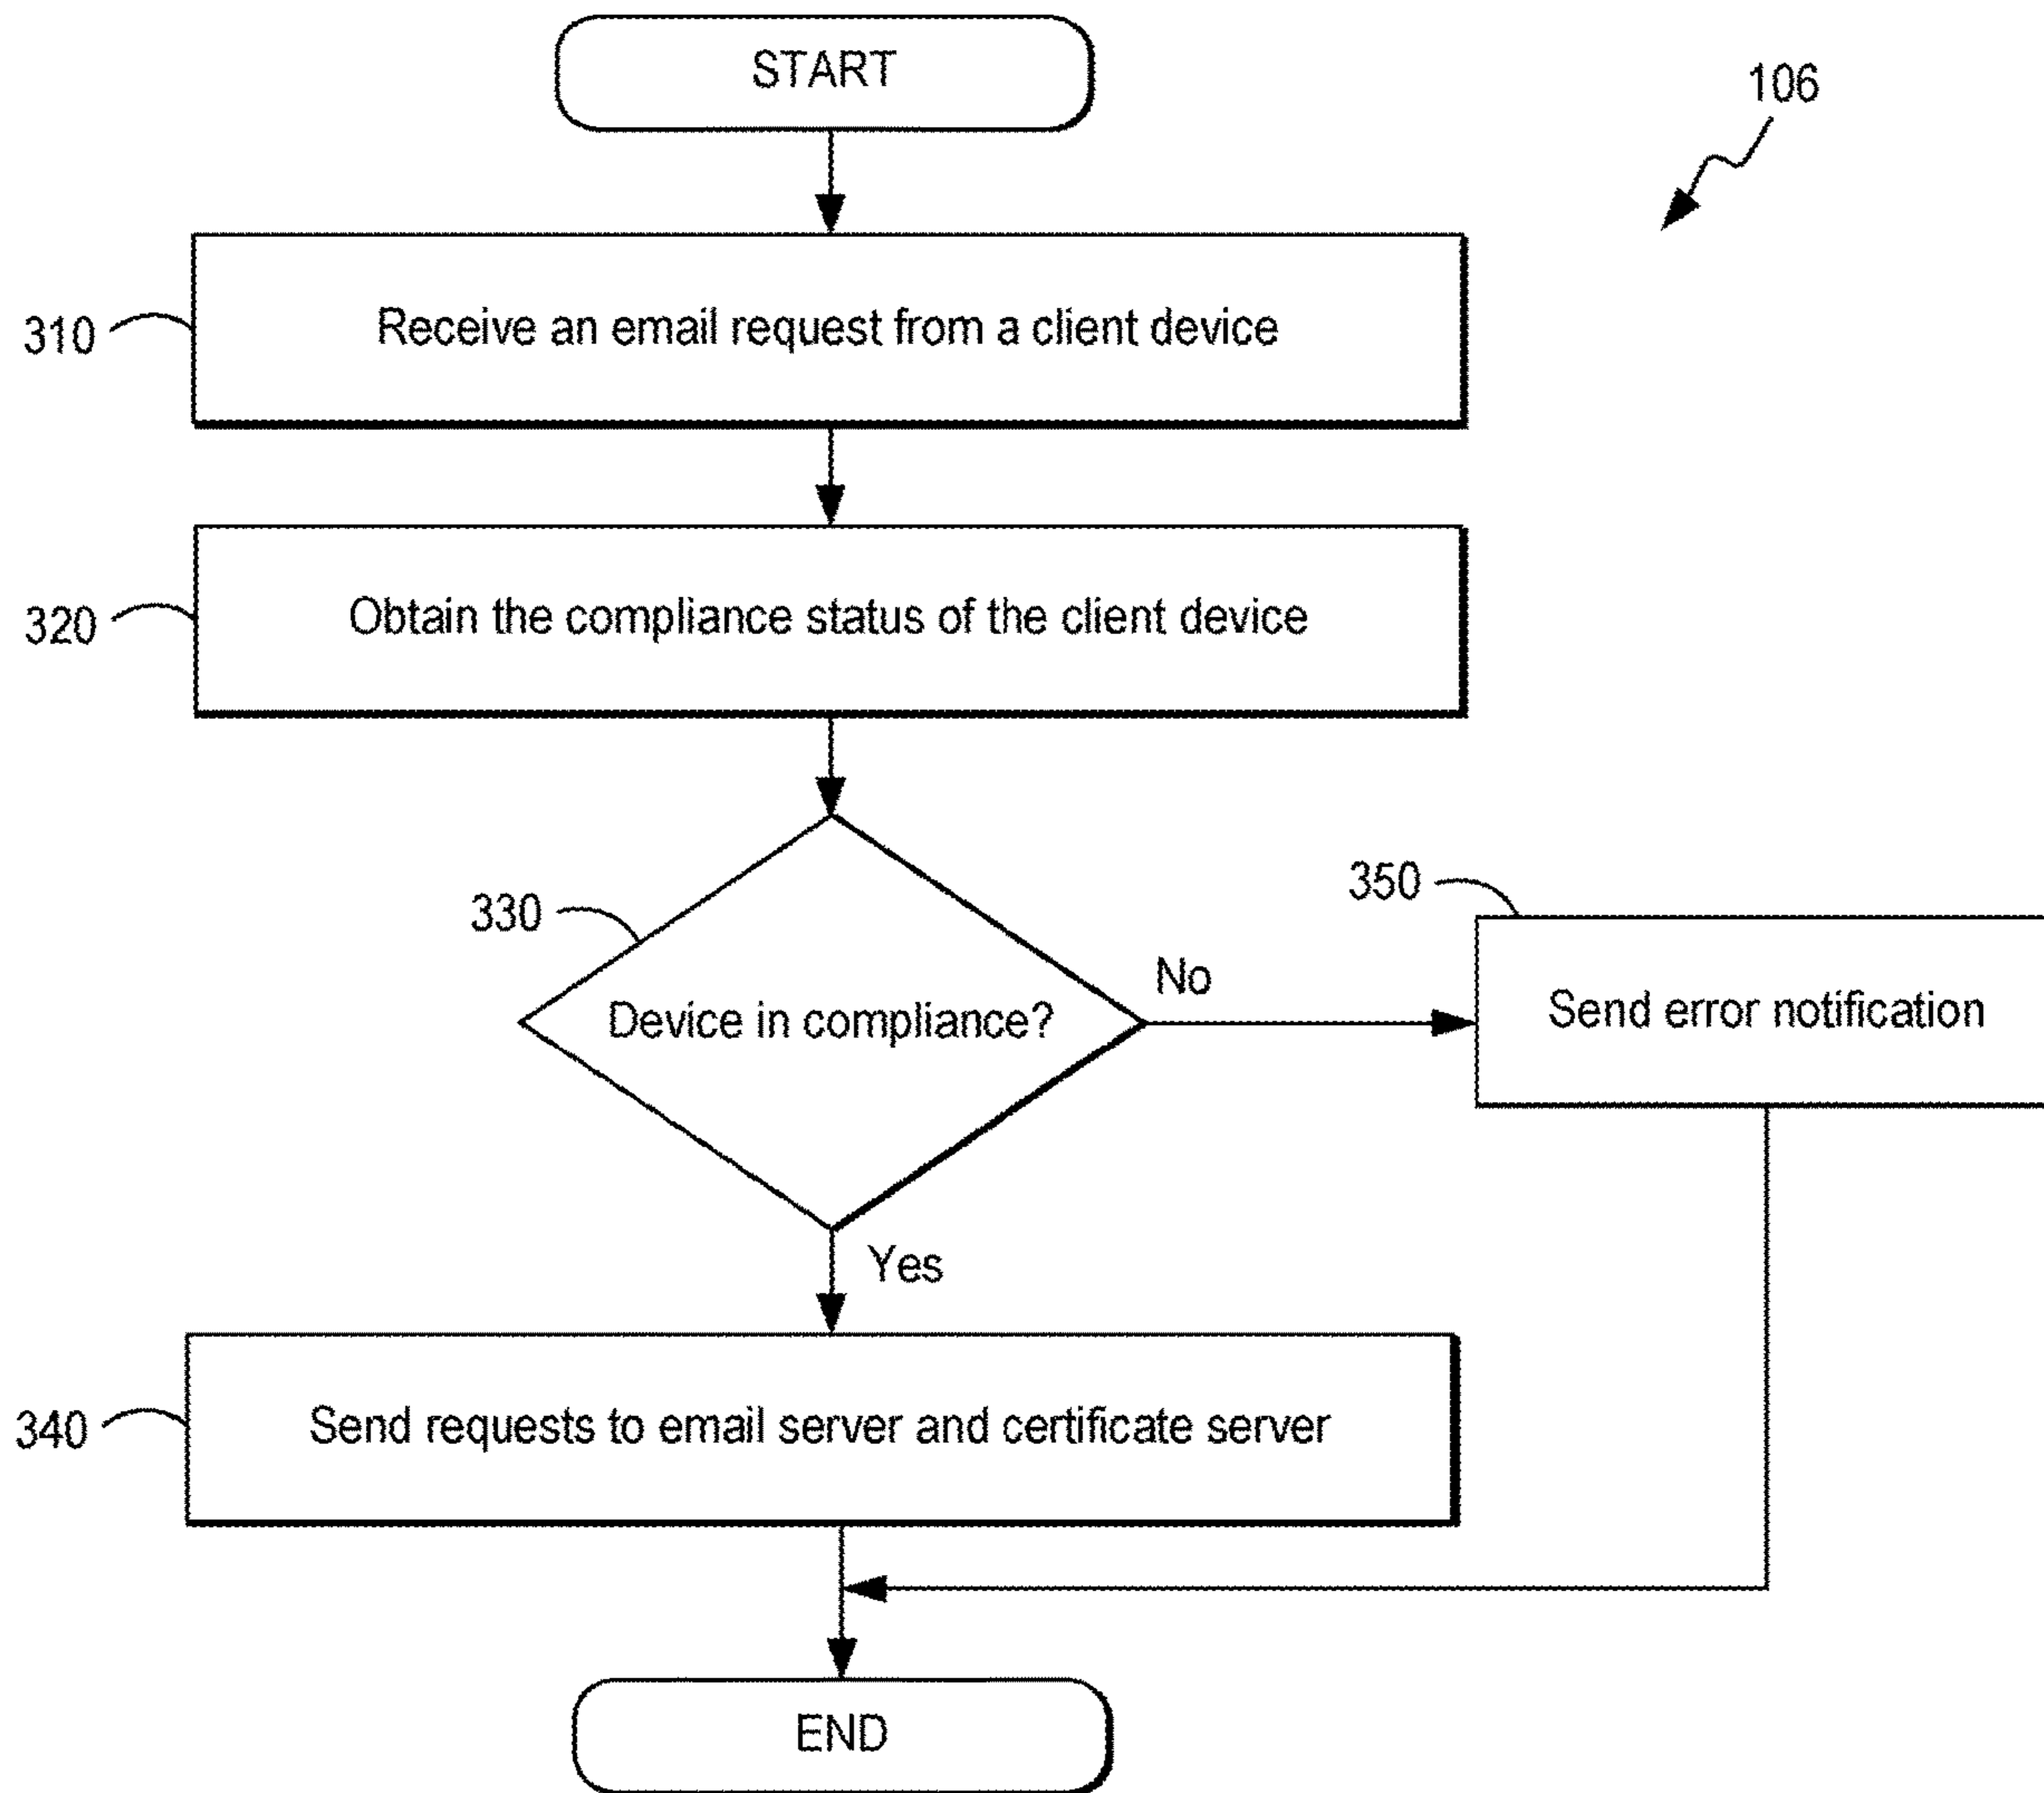 START
106
310
Receive an email request from a client device
320
Obtain the compliance status of the client device
330
Device in compliance?
No
350
Send error notification
Yes
340
Send requests to email server and certificate server
END